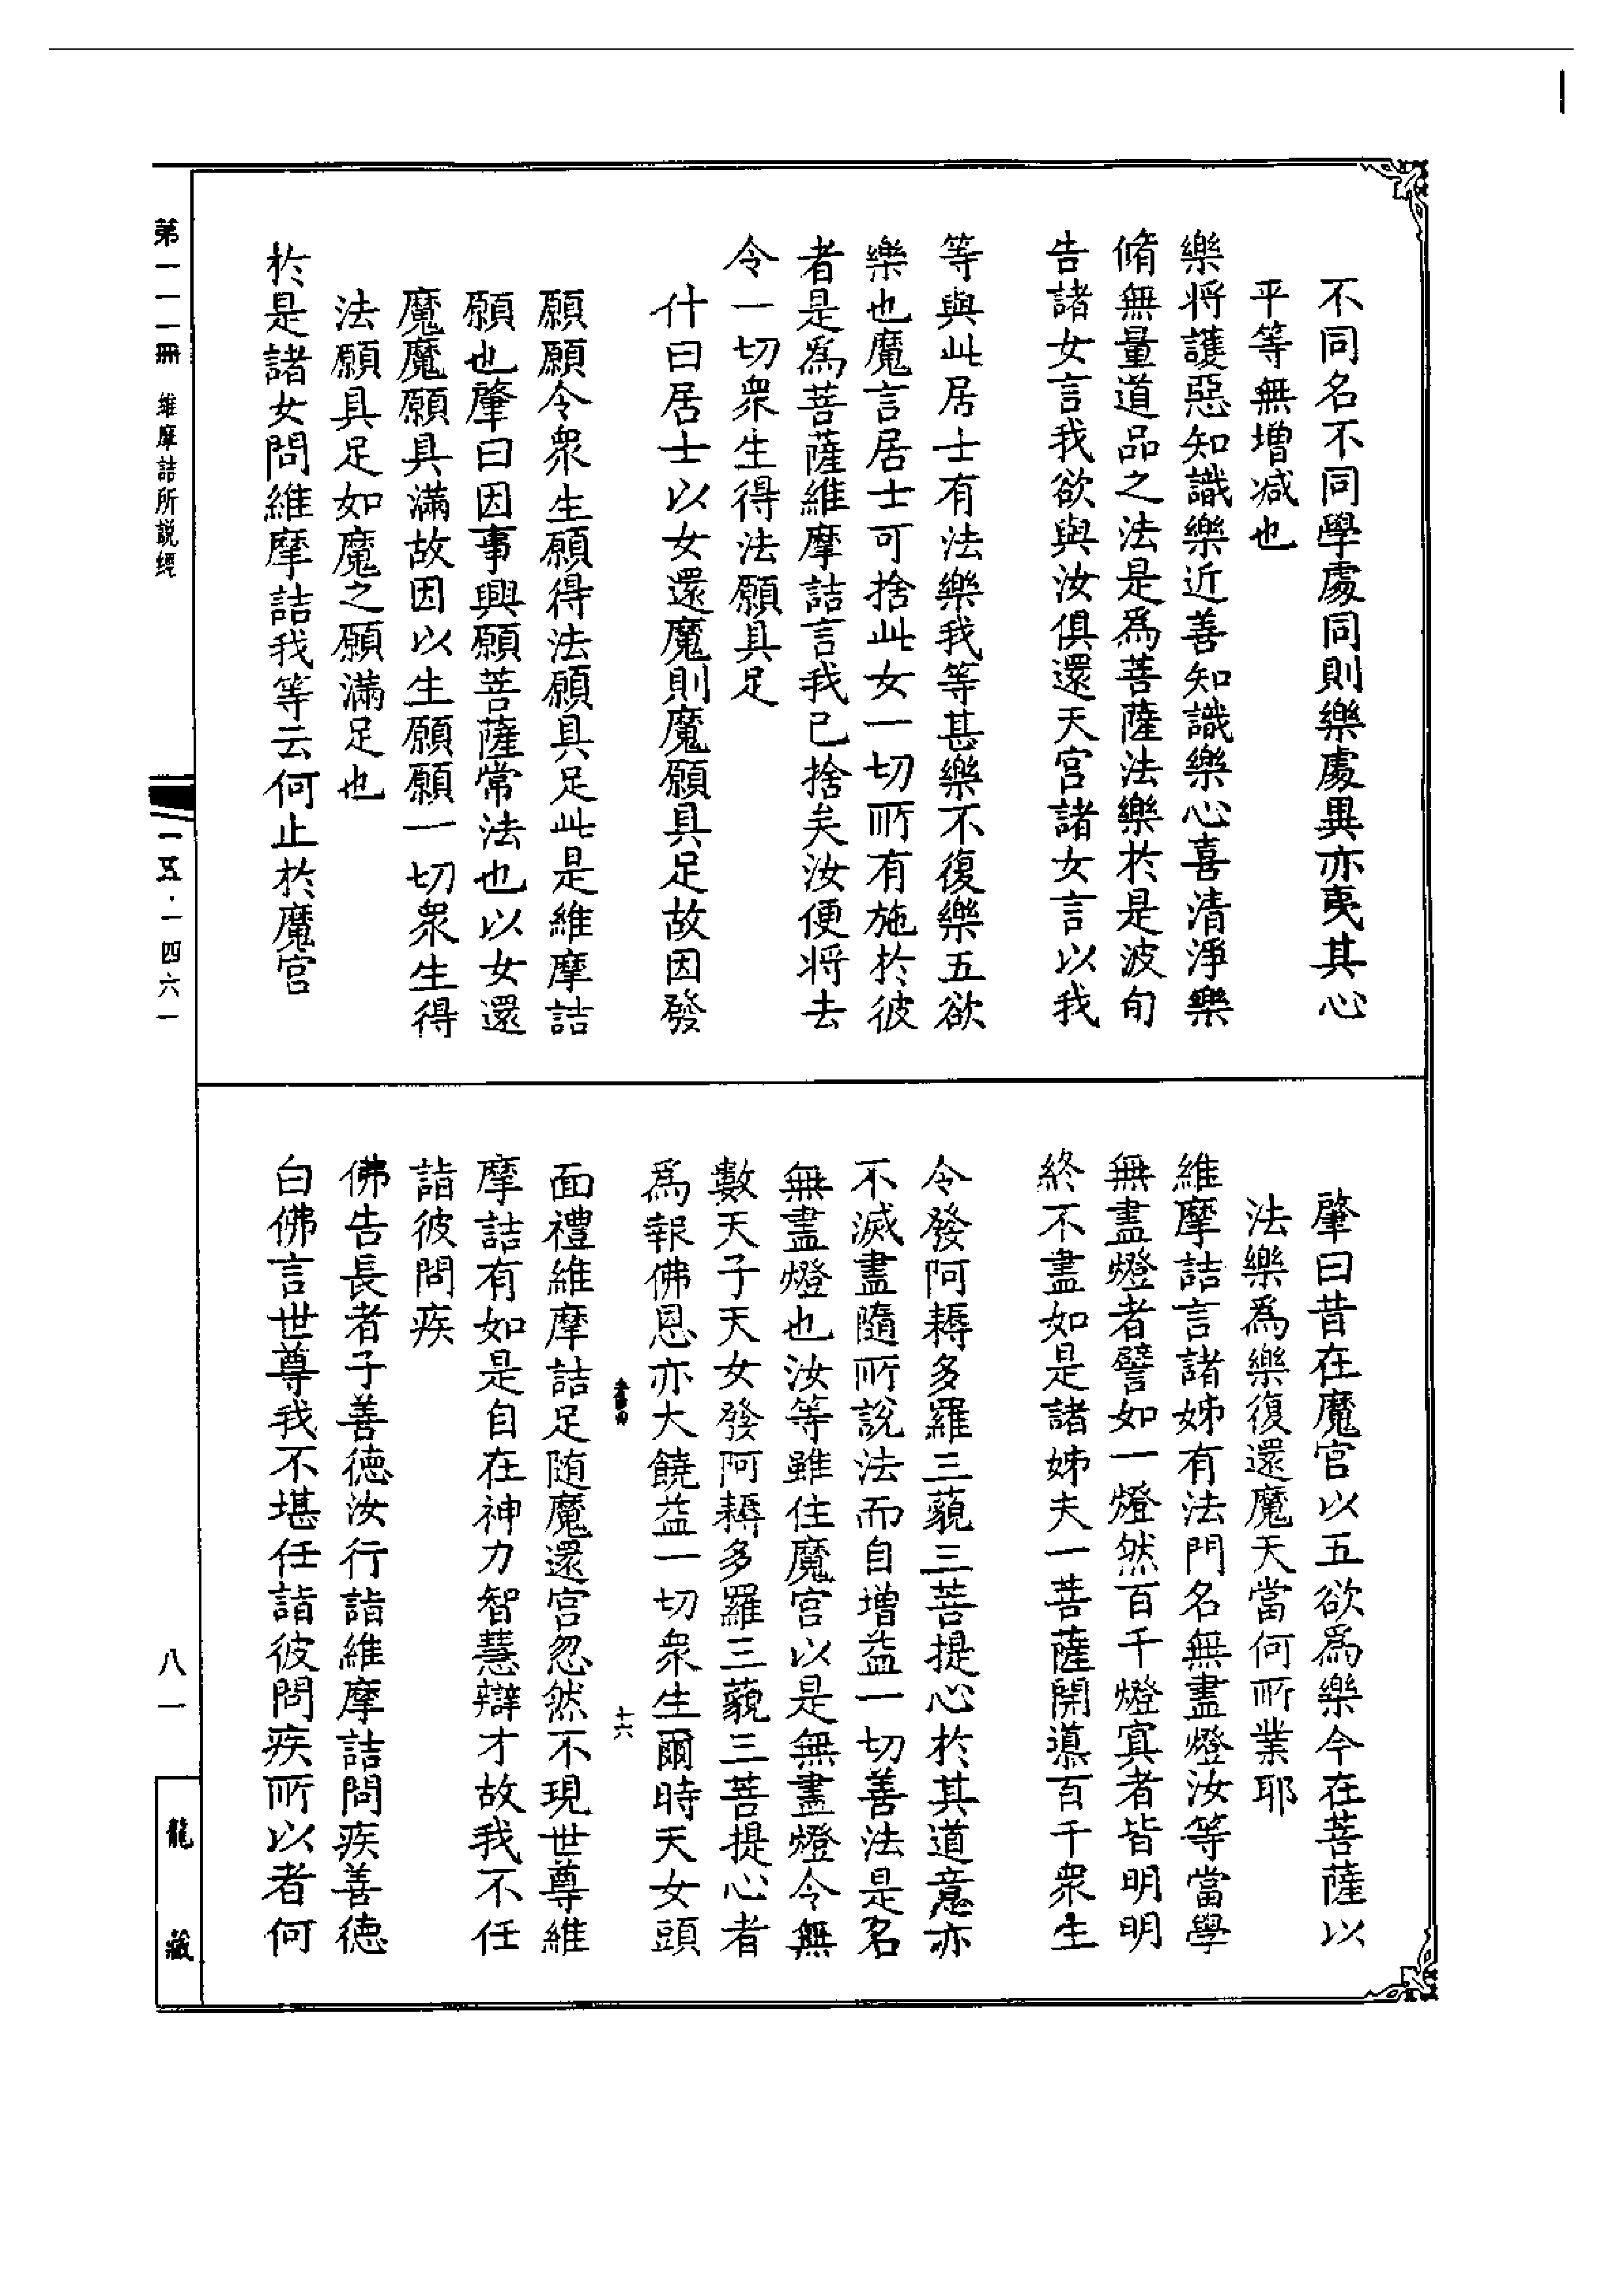 不同名不同學處同則樂處異亦夷其心
平等無增減也
樂將護惡知識樂近善知識樂心喜清淨樂
脩無量道品之法是為菩薩法樂於是波旬
告諸女言我欲與汝俱還天宮諸女言以我
等與此居士有法樂我等甚樂不復樂五欲
樂也魔言居士可捨此女一切所有施於彼
者是為菩薩維摩詰言我已捨矣汝便將去
令一切衆生得法願具足
什曰居士以女還魔則魔願具足故因發
願願令衆生願得法願具足此是維摩詰
願也肇曰因事興願菩薩常法也以女還
魔魔願具滿故因以生願願一切衆生得
法願具足如魔之願滿足也
於是諸女問維摩詰我等云何止於魔宮
肇曰昔在魔宮以五欲為樂今在菩薩以
法樂為樂復還魔天當何所業耶
維摩詰言諸姊有法門名無盡燈汝等當學
無盡燈者譬如一燈然百千燈冥者皆明明
終不盡如是諸姊夫一菩薩開導百千衆生
令發阿耨多羅三藐三菩提心於其道意亦
不滅盡隨所說法而自增益一切善法是名
無盡燈也汝等雖住魔宮以是無盡燈令無
數天子天女發阿耨多羅三藐三菩提心者
為報佛恩亦大饒益一切衆生爾時天女頭
十六
面禮維摩詰足随魔還宮忽然不現世尊維
摩詰有如是自在神力智慧辯才故我不任
詣彼問疾
佛告長者子善德汝行詣維摩詰問疾善德
白佛言世尊我不堪任詣彼問疾所以者何
第一一一冊 維摩詰所說經
一五·一四六一
八一
龍藏